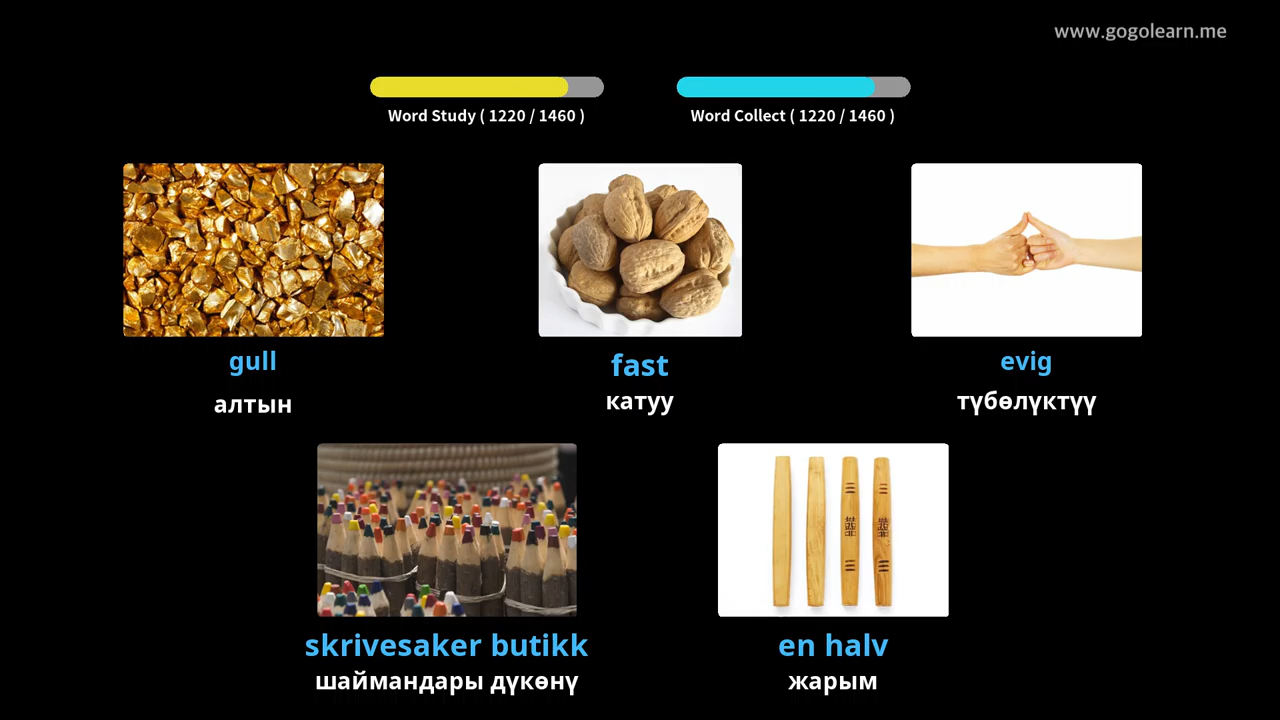 www.gogolearn.me
Word Study ( 1220 / 1460 )
Word Collect ( 1220 / 1460 )
gull
алтын
fast
катуу
evig
түбөлүктүү
skrivesaker butikk
шаймандары дүкөнү
en halv
жарым